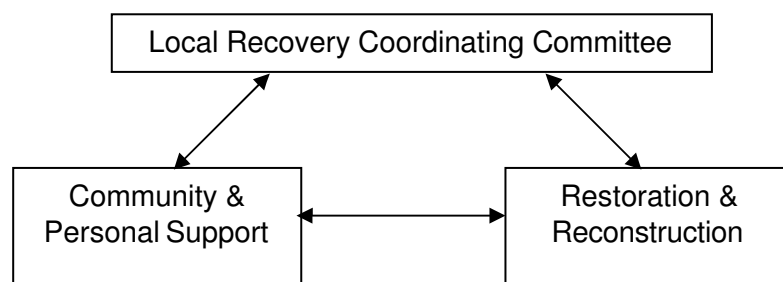 Local Recovery Coordinating Committee
Community &
Personal Support
Restoration &
Reconstruction